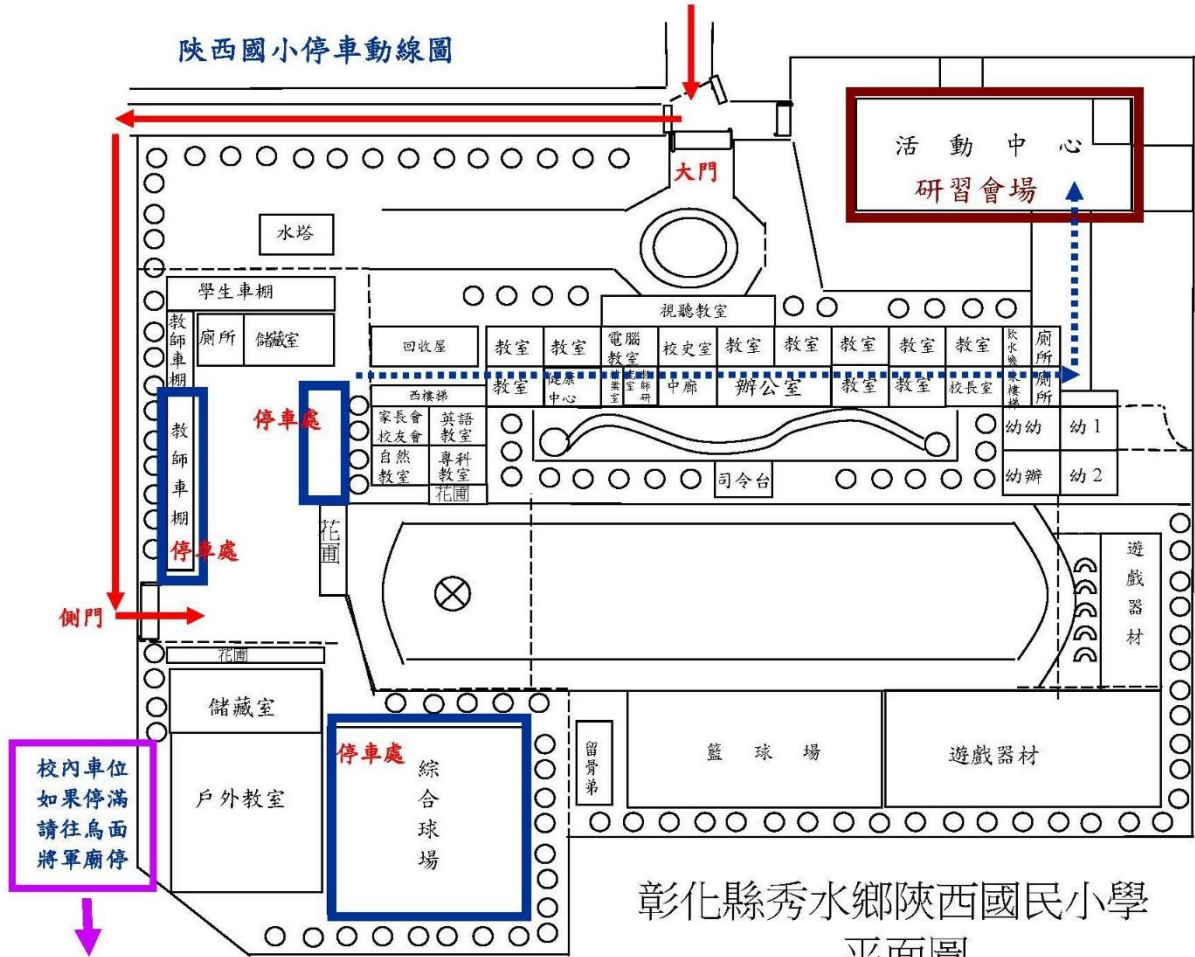 陝西國小停車動線圖
大門
活動中心
研習會場
水塔
學生車棚
視聽教室
教師車棚
廁所
儲藏室
回收屋
教室
教室
電腦教室
校史室
教室
教室
教室
教室
教室
廁所
西樓梯
教室
健康中心
中廊
辦公室
教室
教室
校長室
廁所
停車處
家長會
校友會
英語教室
自然教室
專科教室
花圃
司令台
幼幼
幼1
幼辦
幼2
教師車棚
停車處
花圃
遊戲器材
側門
花圃
儲藏室
停車處
留骨弟
籃球場
遊戲器材
校內車位
如果停滿
請往烏面
將軍廟停
戶外教室
綜合球場
彰化縣秀水鄉陝西國民小學
平面圖